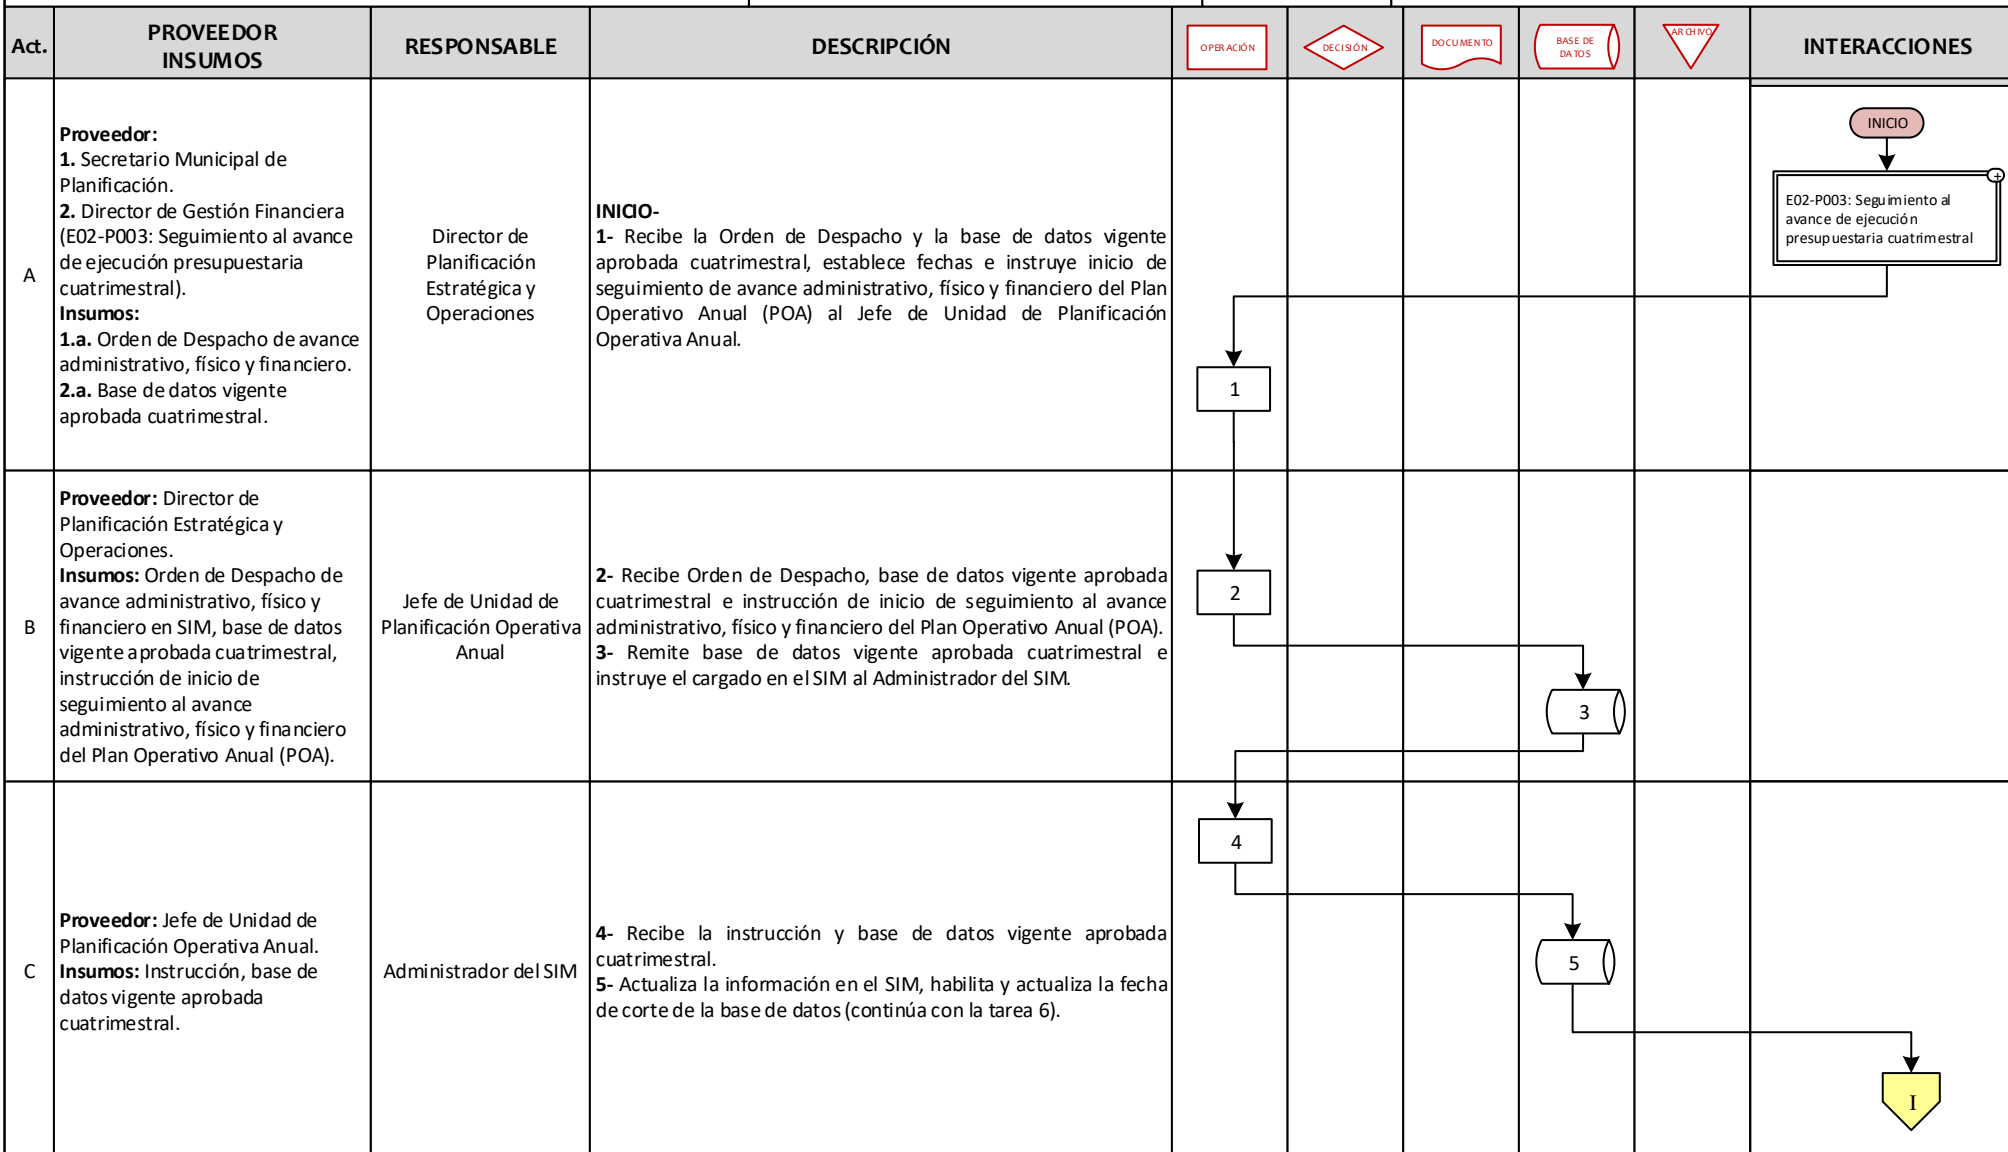 Act.
PROVEEDOR
INSUMOS
RESPONSABLE
DESCRIPCIÓN
OPERACIÓN
DECISIÓN
DOCUMENTO
BASE DE
DATOS
ARCHIVO
INTERACCIONES
A
Proveedor:
1. Secretario Municipal de
Planificación.
2. Director de Gestión Financiera
(E02-P003: Seguimiento al avance
de ejecución presupuestaria
cuatrimestral).
Insumos:
1.a. Orden de Despacho de avance
administrativo, físico y financiero.
2.a. Base de datos vigente
aprobada cuatrimestral.
Director de
Planificación
Estratégica y
Operaciones
INICIO-
1- Recibe la Orden de Despacho y la base de datos vigente
aprobada cuatrimestral, establece fechas e instruye inicio de
seguimiento de avance administrativo, físico y financiero del Plan
Operativo Anual (POA) al Jefe de Unidad de Planificación
Operativa Anual.
1
INICIO
+
E02-P003: Seguimiento al
avance de ejecución
presupuestaria cuatrimestral
B
Proveedor: Director de
Planificación Estratégica y
Operaciones.
Insumos: Orden de Despacho de
avance administrativo, físico y
financiero en SIM, base de datos
vigente aprobada cuatrimestral,
instrucción de inicio de
seguimiento al avance
administrativo, físico y financiero
del Plan Operativo Anual (POA).
Jefe de Unidad de
Planificación Operativa
Anual
2- Recibe Orden de Despacho, base de datos vigente aprobada
cuatrimestral e instrucción de inicio de seguimiento al avance
administrativo, físico y financiero del Plan Operativo Anual (POA).
3- Remite base de datos vigente aprobada cuatrimestral e
instruye el cargado en el SIM al Administrador del SIM.
2
3
C
Proveedor: Jefe de Unidad de
Planificación Operativa Anual.
Insumos: Instrucción, base de
datos vigente aprobada
cuatrimestral.
Administrador del SIM
4- Recibe la instrucción y base de datos vigente aprobada
cuatrimestral.
5- Actualiza la información en el SIM, habilita y actualiza la fecha
de corte de la base de datos (continúa con la tarea 6).
4
5
I